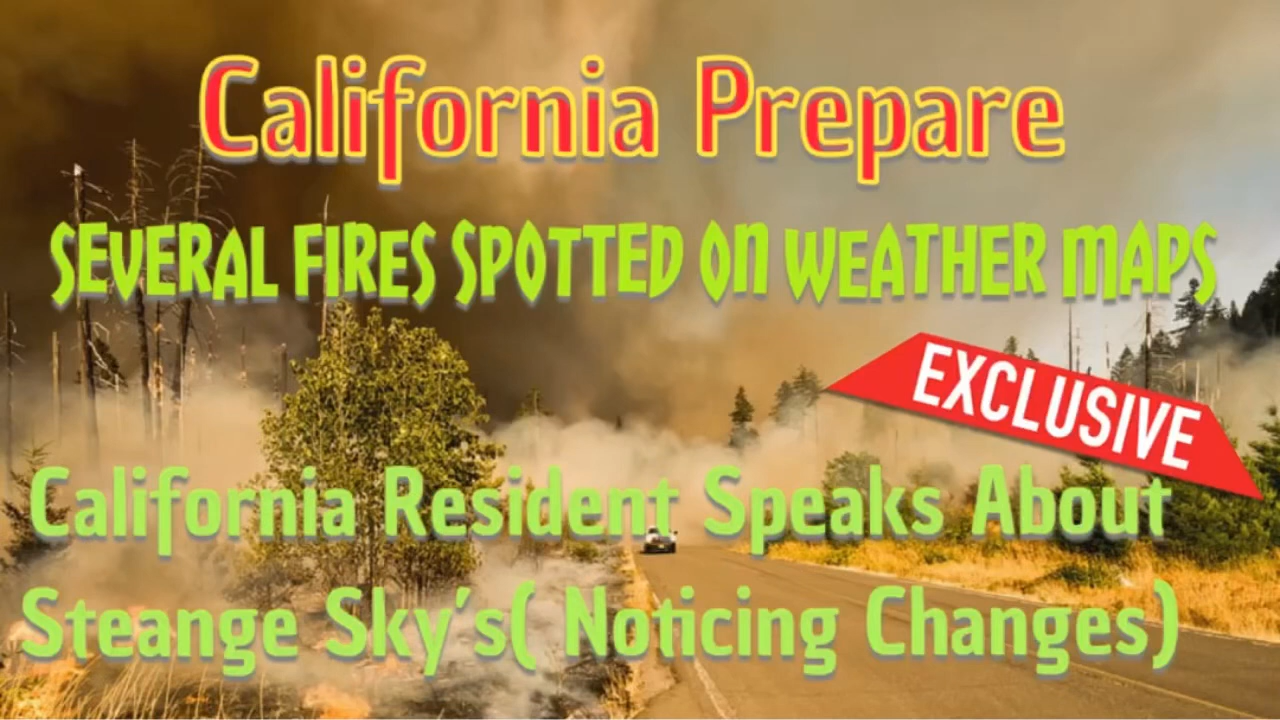 California Prepare
SEVERAL FIRES SPOTTED ON WEATHER MAPS
EXCLUSIVE
California Resident Speaks About
Steange Sky's( Noticing Changes)